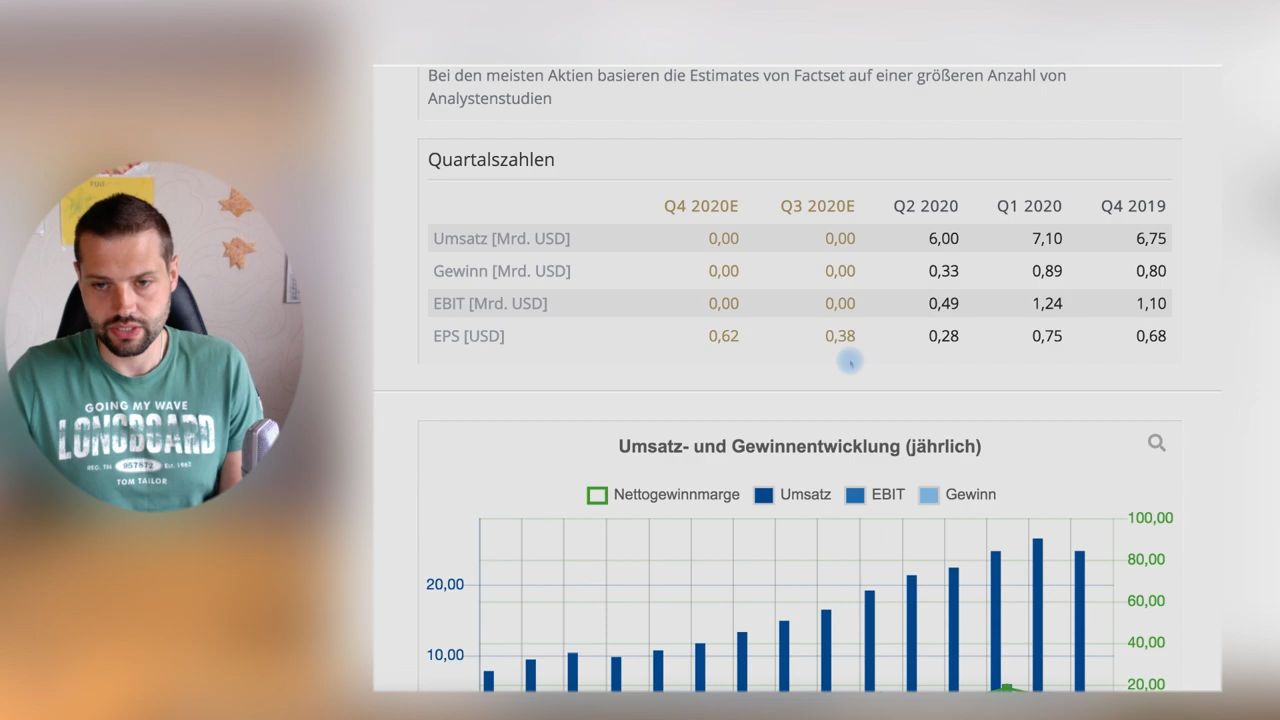 Bei den meisten Aktien basieren die Estimates von Factset auf einer größeren Anzahl von
Analystenstudien
Quartalszahlen
Q4 2020E Q3 2020E Q2 2020 Q1 2020 Q4 2019
Umsatz [Mrd. USD] 0,00 0,00 6,00 7,10 6,75
Gewinn [Mrd. USD] 0,00 0,00 0,33 0,89 0,80
EBIT [Mrd. USD] 0,00 0,00 0,49 1,24 1,10
EPS [USD] 0,62 0,38 0,28 0,75 0,68
Umsatz- und Gewinnentwicklung (jährlich)
Nettogewinnmarge Umsatz EBIT Gewinn
100,00
80,00
20,00
60,00
40,00
10,00
20,00
GOING MY WAVE
LONGBOARD
REG. TM 957872 Est. 1962
TOM TAILOR